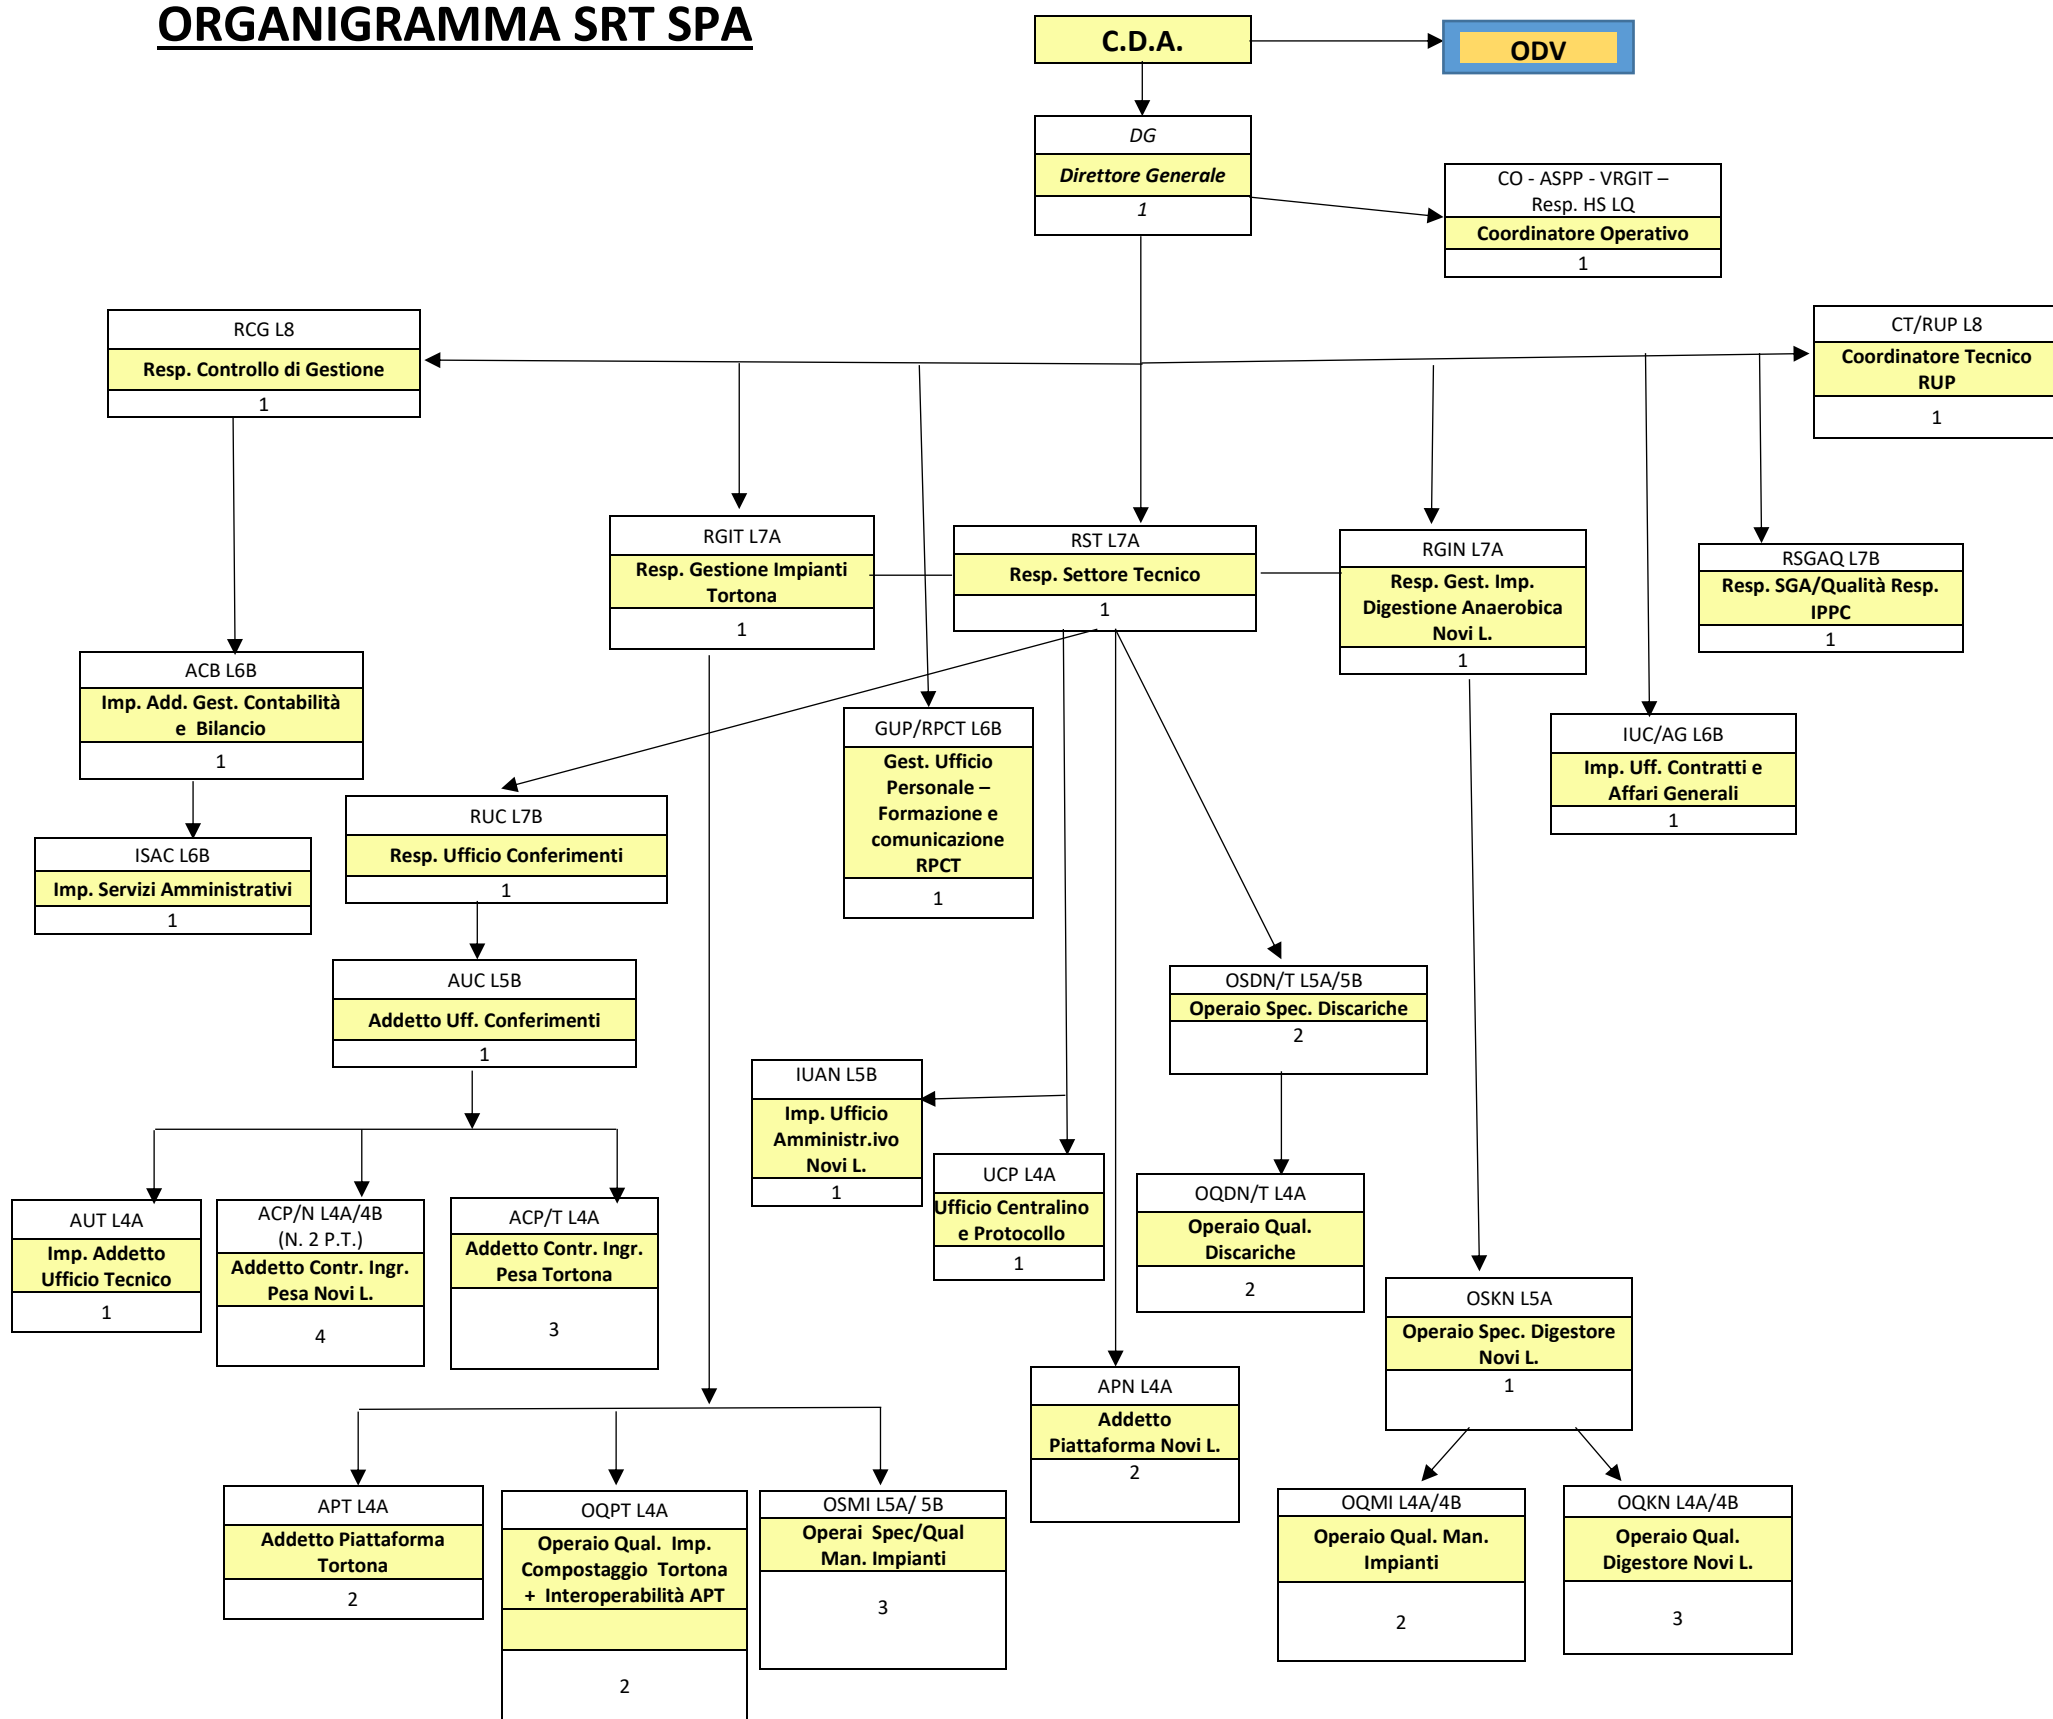 ORGANIGRAMMA SRT SPA
C.D.A.
ODV
DG
Direttore Generale
1
CO - ASPP - VRGIT –
Resp. HS LQ
Coordinatore Operativo
1
RCG L8
Resp. Controllo di Gestione
1
CT/RUP L8
Coordinatore Tecnico
RUP
1
RGIT L7A
Resp. Gestione Impianti
Tortona
1
RST L7A
Resp. Settore Tecnico
1
RGIN L7A
Resp. Gest. Imp.
Digestione Anaerobica
Novi L.
1
RSGAQ L7B
Resp. SGA/Qualità Resp.
IPPC
1
ACB L6B
Imp. Add. Gest. Contabilità
e Bilancio
1
GUP/RPCT L6B
Gest. Ufficio
Personale –
Formazione e
comunicazione
RPCT
1
IUC/AG L6B
Imp. Uff. Contratti e
Affari Generali
1
RUC L7B
Resp. Ufficio Conferimenti
1
ISAC L6B
Imp. Servizi Amministrativi
1
AUC L5B
Addetto Uff. Conferimenti
1
OSDN/T L5A/5B
Operaio Spec. Discariche
2
IUAN L5B
Imp. Ufficio
Amministr.ivo
Novi L.
1
UCP L4A
Ufficio Centralino
e Protocollo
1
OQDN/T L4A
Operaio Qual.
Discariche
2
AUT L4A
Imp. Addetto
Ufficio Tecnico
1
ACP/N L4A/4B
(N. 2 P.T.)
Addetto Contr. Ingr.
Pesa Novi L.
4
ACP/T L4A
Addetto Contr. Ingr.
Pesa Tortona
3
OSKN L5A
Operaio Spec. Digestore
Novi L.
1
APN L4A
Addetto
Piattaforma Novi L.
2
APT L4A
Addetto Piattaforma
Tortona
2
OQPT L4A
Operaio Qual. Imp.
Compostaggio Tortona
+ Interoperabilità APT
2
OSMI L5A/ 5B
Operai Spec/Qual
Man. Impianti
3
OQMI L4A/4B
Operaio Qual. Man.
Impianti
2
OQKN L4A/4B
Operaio Qual.
Digestore Novi L.
3